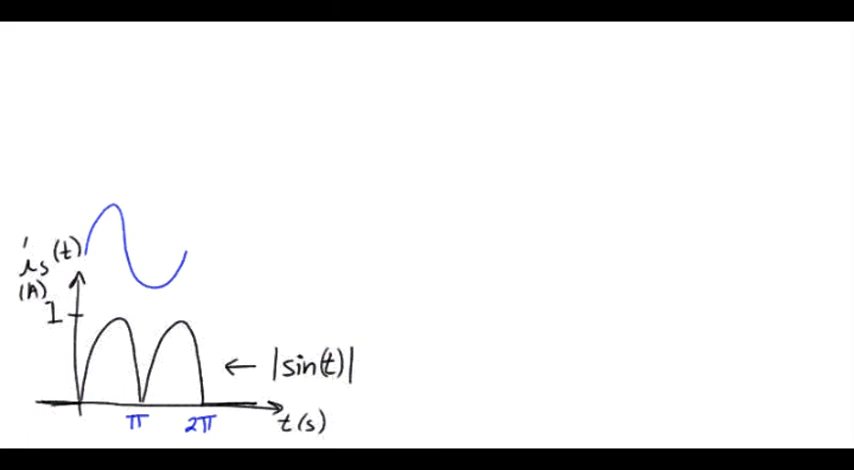 i_s(t)
(A)
1
← |sin(t)|
π 2π t(s)